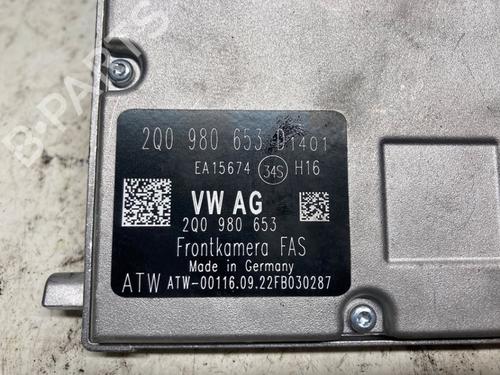 B-PARTS
2Q0 980 653 D1401
EA15674 34S H16
VW AG
2Q0 980 653
Frontkamera FAS
Made in Germany
ATW ATW-00116.09.22FB030287